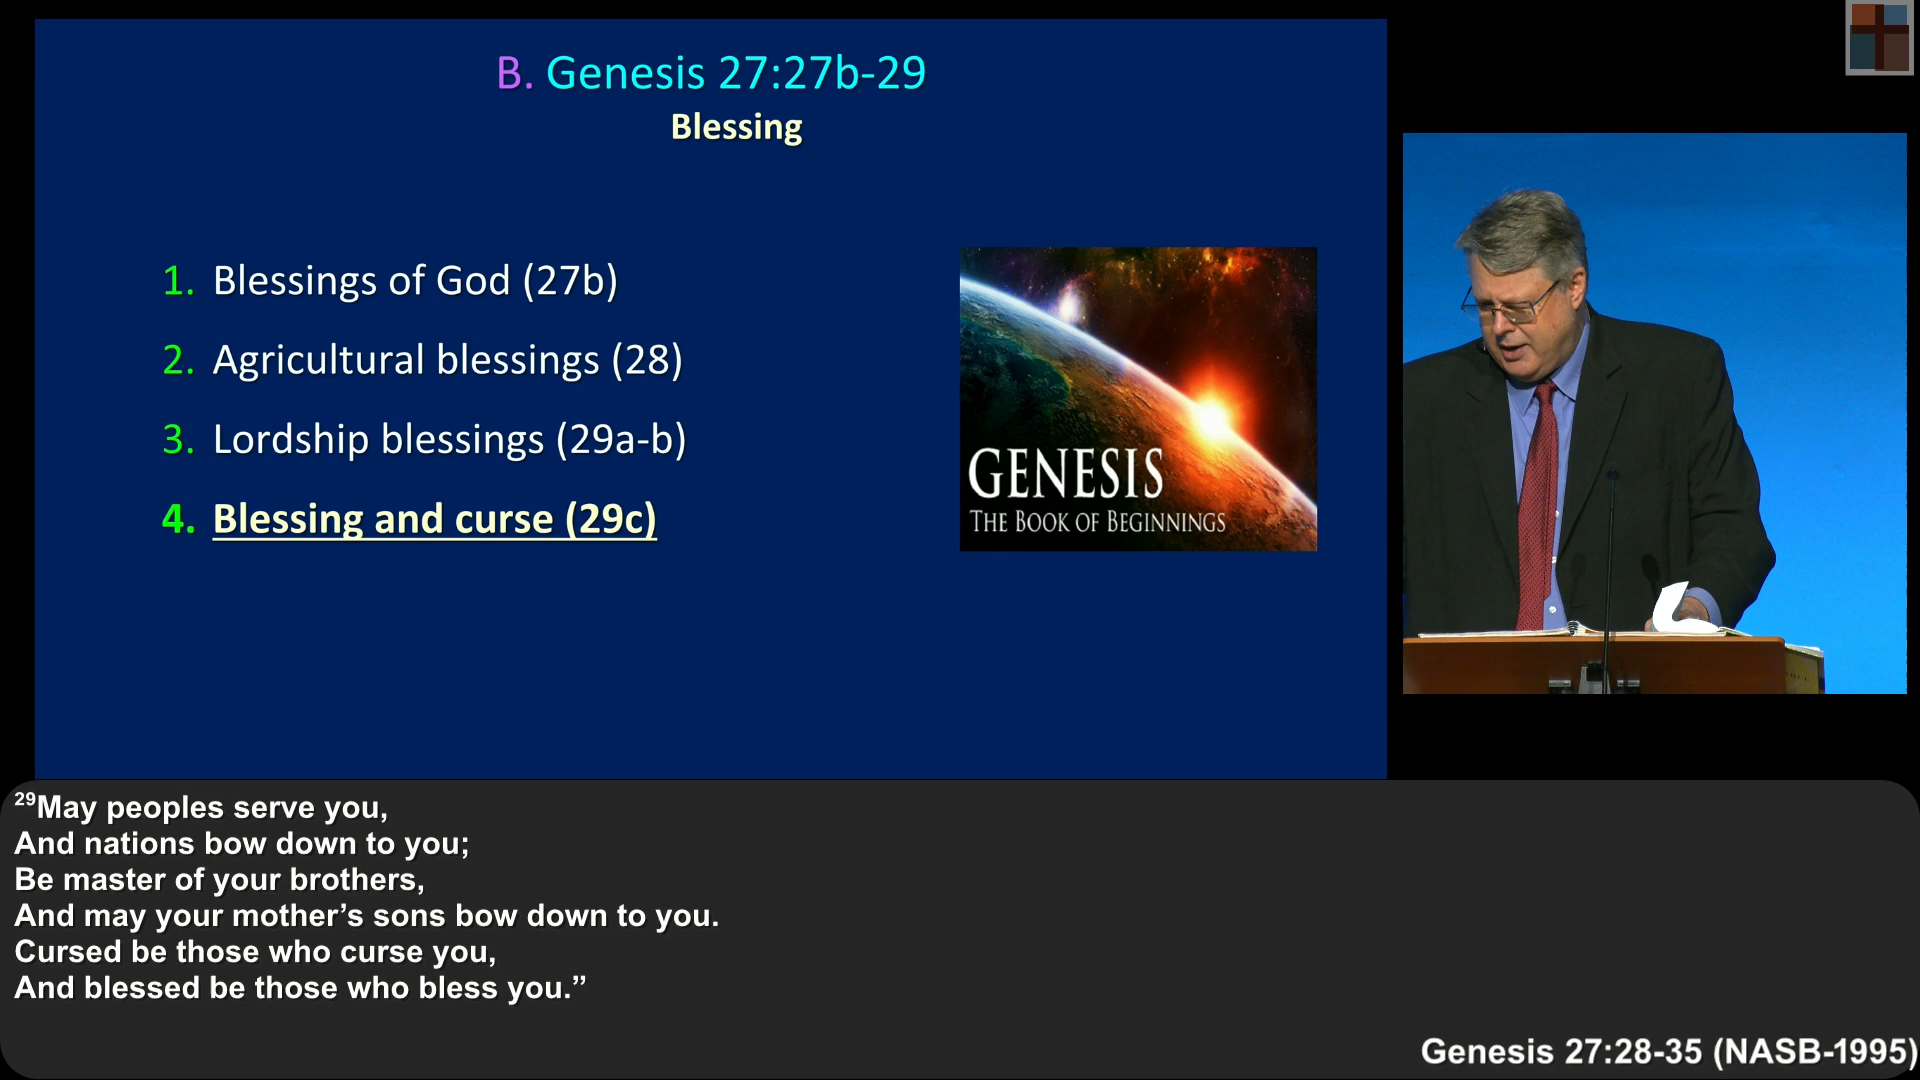 B. Genesis 27:27b-29
Blessing
1. Blessings of God (27b)
2. Agricultural blessings (28)
3. Lordship blessings (29a-b)
4. Blessing and curse (29c)
GENESIS
THE BOOK OF BEGINNINGS
29May peoples serve you,
And nations bow down to you;
Be master of your brothers,
And may your mother’s sons bow down to you.
Cursed be those who curse you,
And blessed be those who bless you.”
Genesis 27:28-35 (NASB-1995)